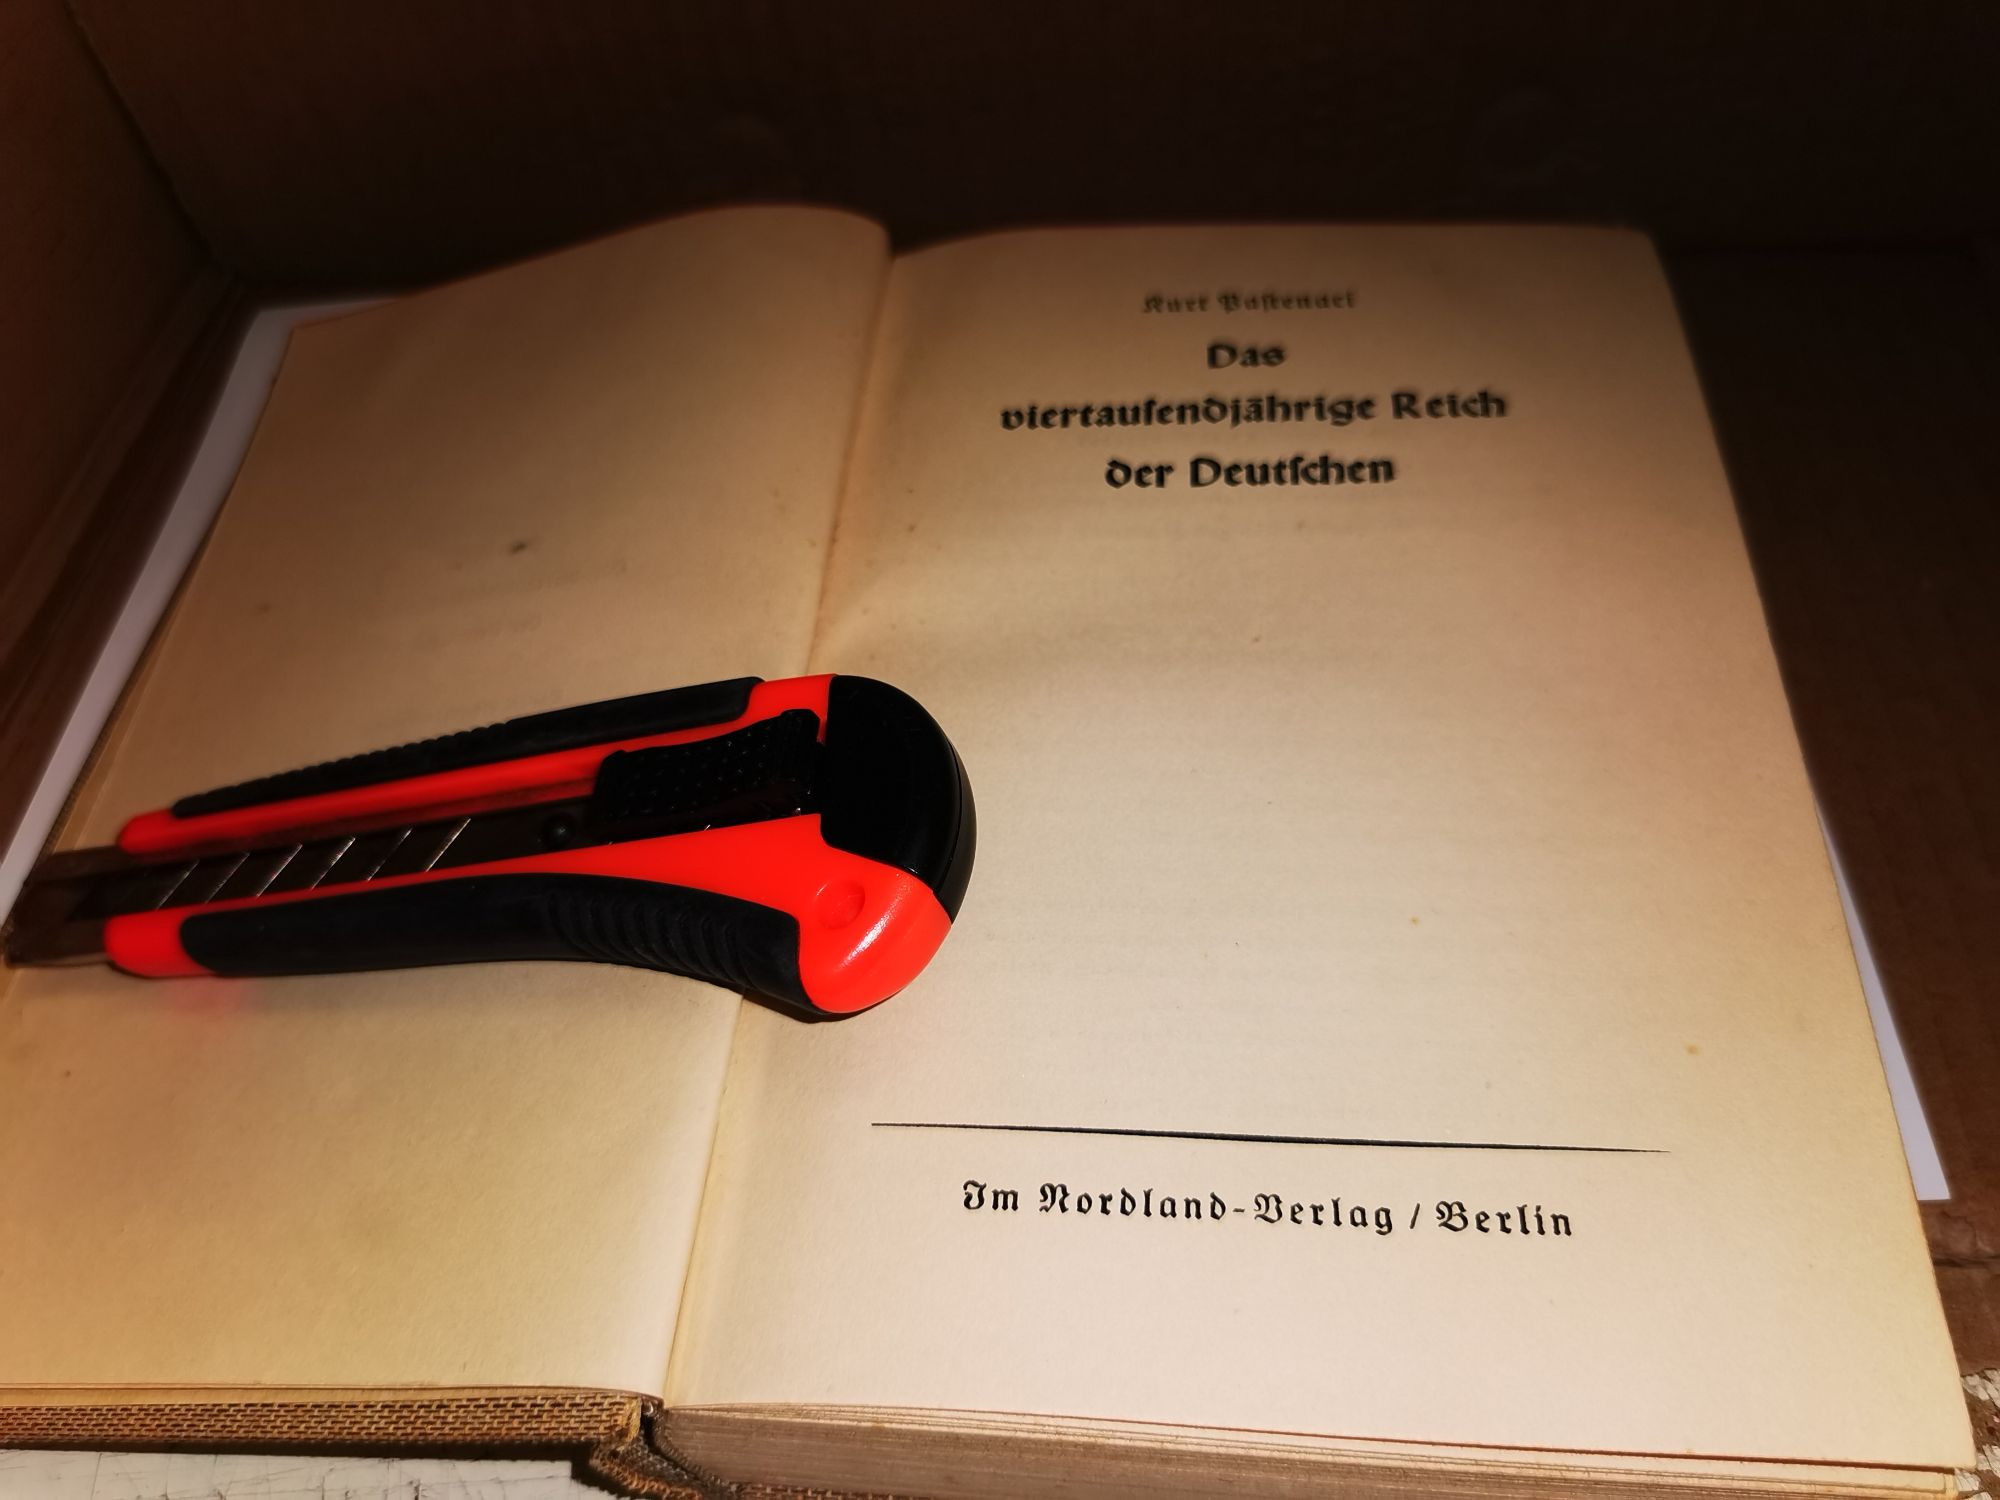 Kurt Pastenaci
Das
viertauſendjährige Reich
der Deutſchen
Im Nordland-Verlag / Berlin